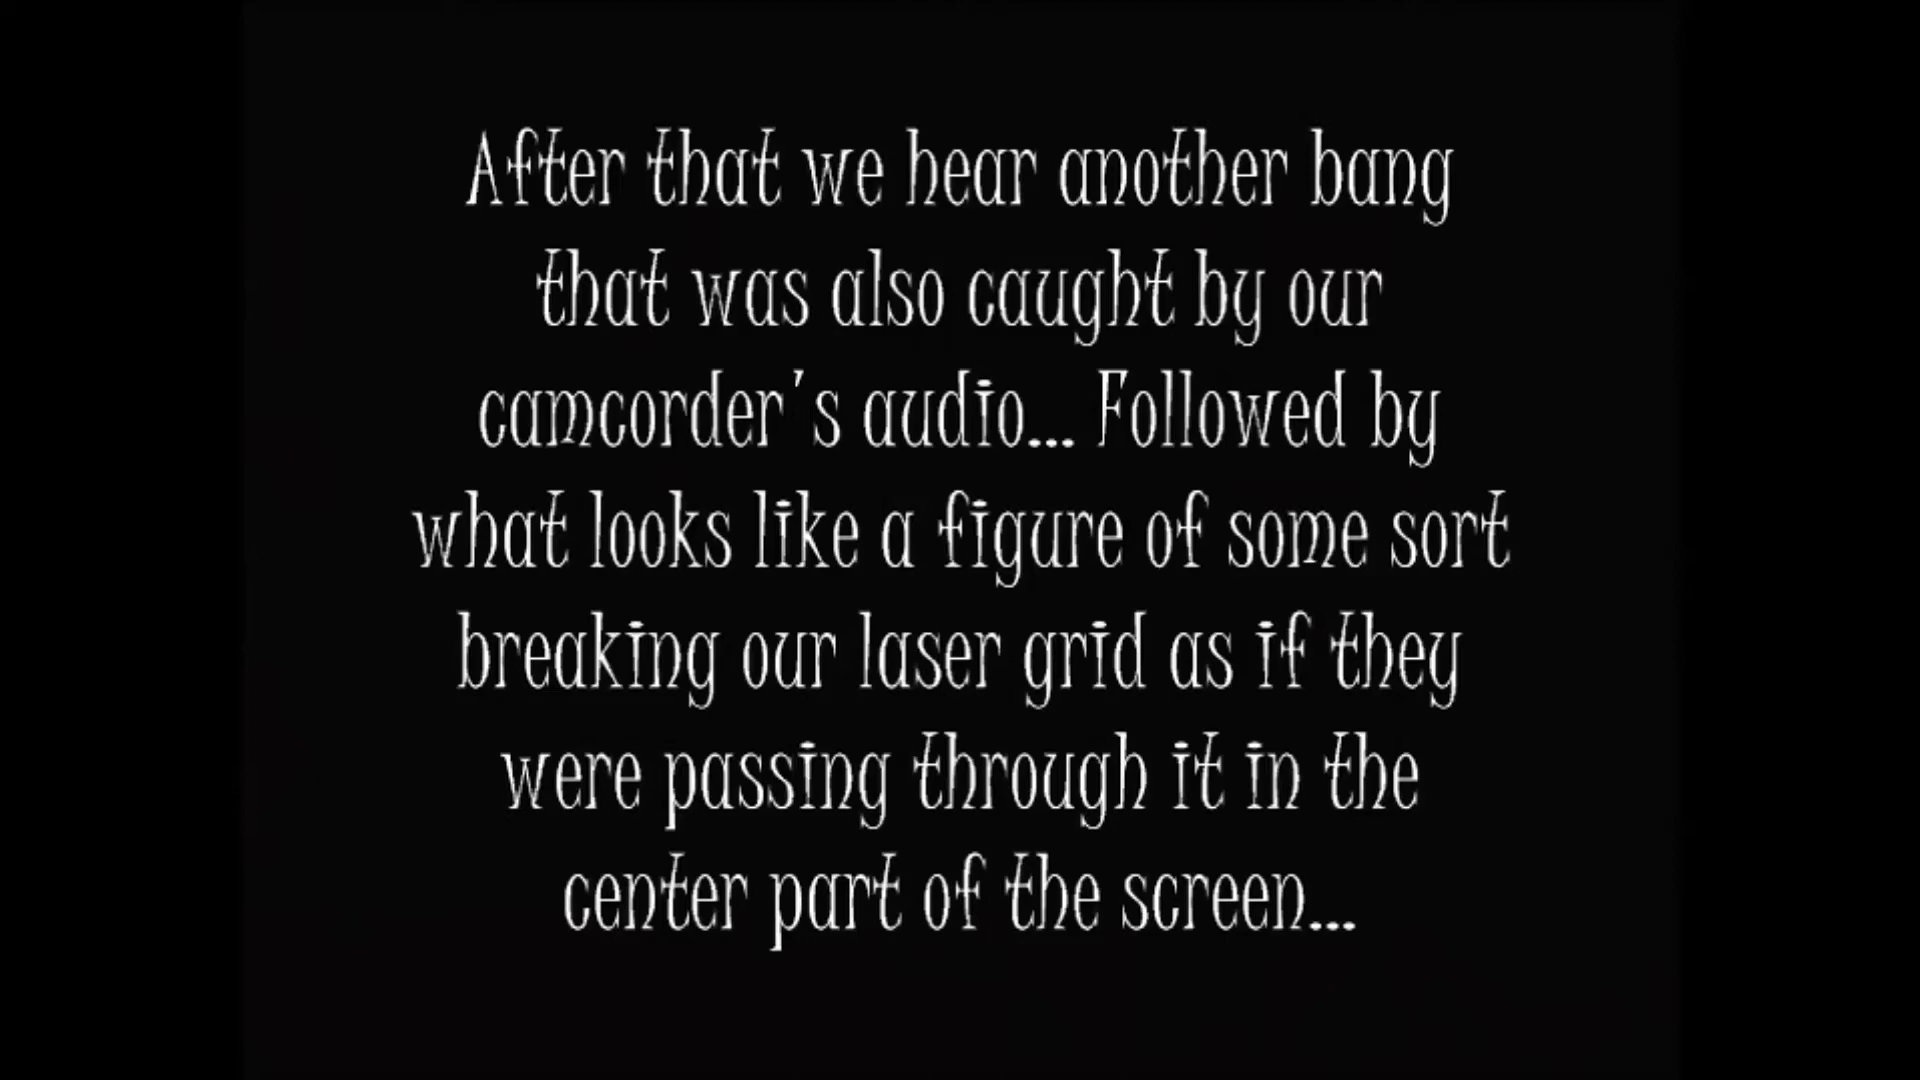 After that we hear another bang
that was also caught by our
camcorder's audio... Followed by
what looks like a figure of some sort
breaking our laser grid as if they
were passing through it in the
center part of the screen...